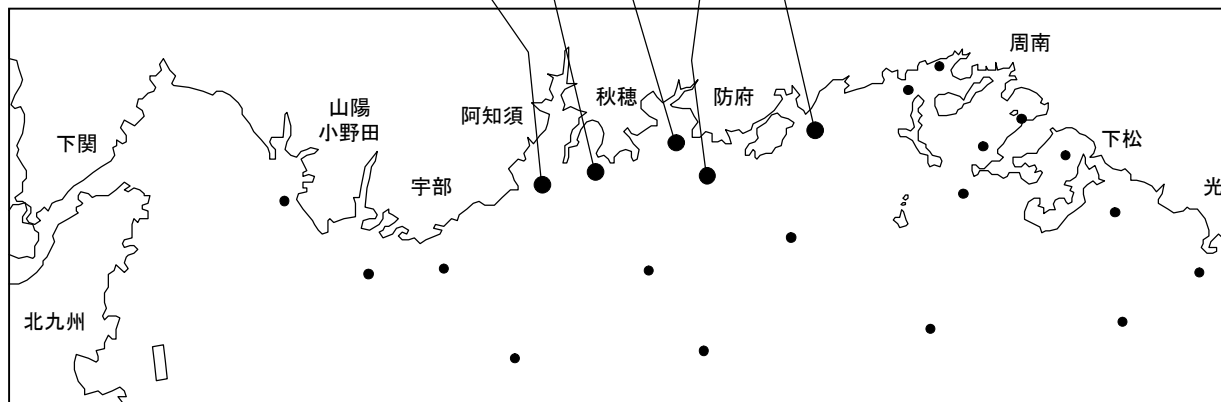 周南
山陽
小野田
阿知須
秋穂
防府
下関
下松
宇部
光
北九州